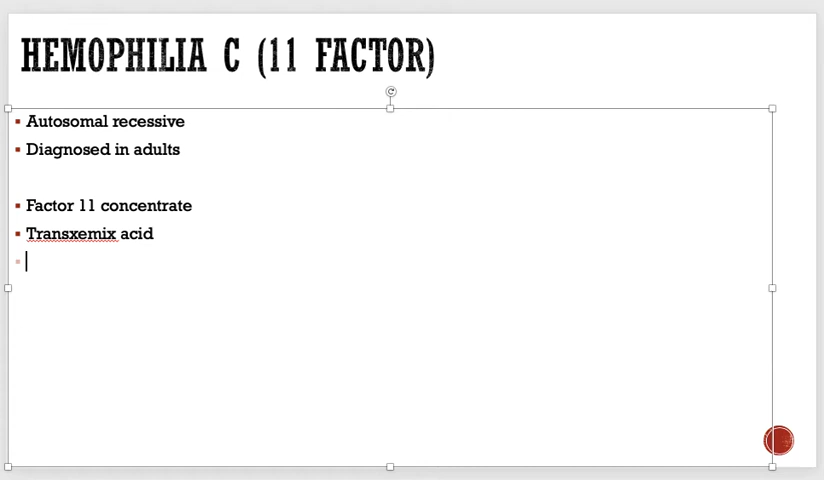 HEMOPHILIA C (11 FACTOR)
Autosomal recessive
Diagnosed in adults
Factor 11 concentrate
Transxemix acid